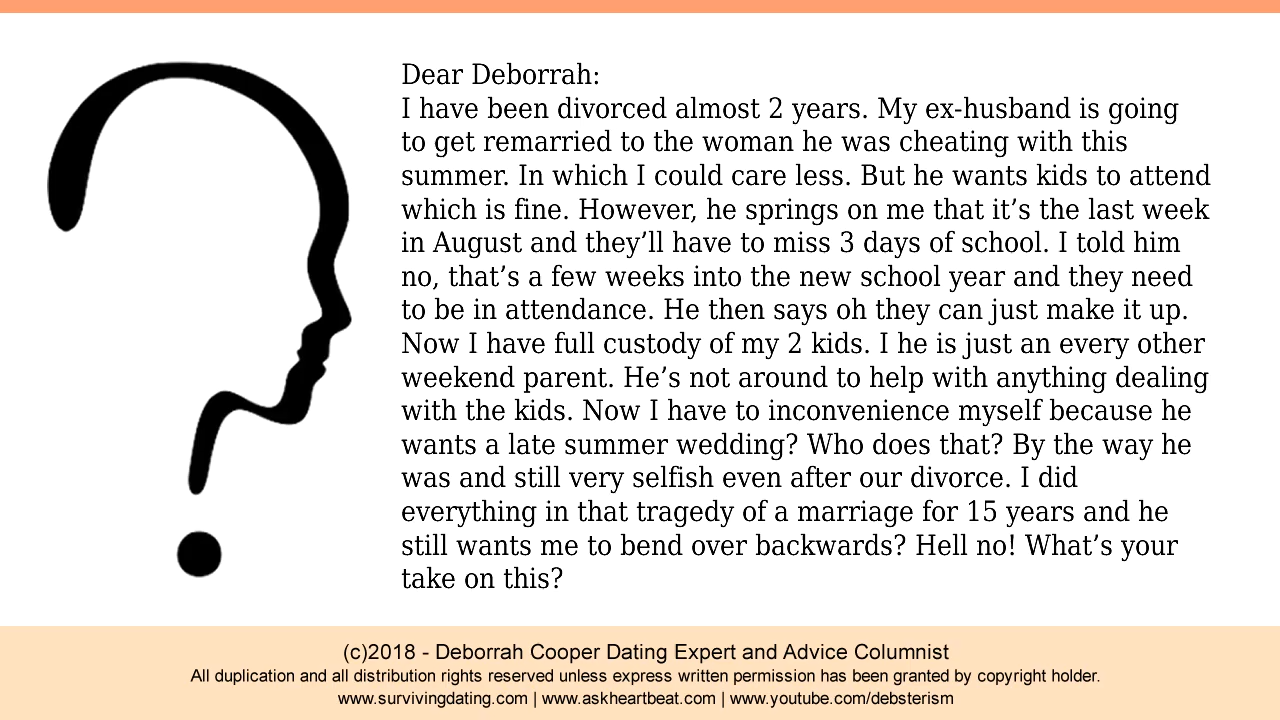 Dear Deborrah:
I have been divorced almost 2 years. My ex-husband is going
to get remarried to the woman he was cheating with this
summer. In which I could care less. But he wants kids to attend
which is fine. However, he springs on me that it’s the last week
in August and they’ll have to miss 3 days of school. I told him
no, that’s a few weeks into the new school year and they need
to be in attendance. He then says oh they can just make it up.
Now I have full custody of my 2 kids. I he is just an every other
weekend parent. He’s not around to help with anything dealing
with the kids. Now I have to inconvenience myself because he
wants a late summer wedding? Who does that? By the way he
was and still very selfish even after our divorce. I did
everything in that tragedy of a marriage for 15 years and he
still wants me to bend over backwards? Hell no! What’s your
take on this?
(c)2018 - Deborrah Cooper Dating Expert and Advice Columnist
All duplication and all distribution rights reserved unless express written permission has been granted by copyright holder.
www.survivingdating.com | www.askheartbeat.com | www.youtube.com/debsterism